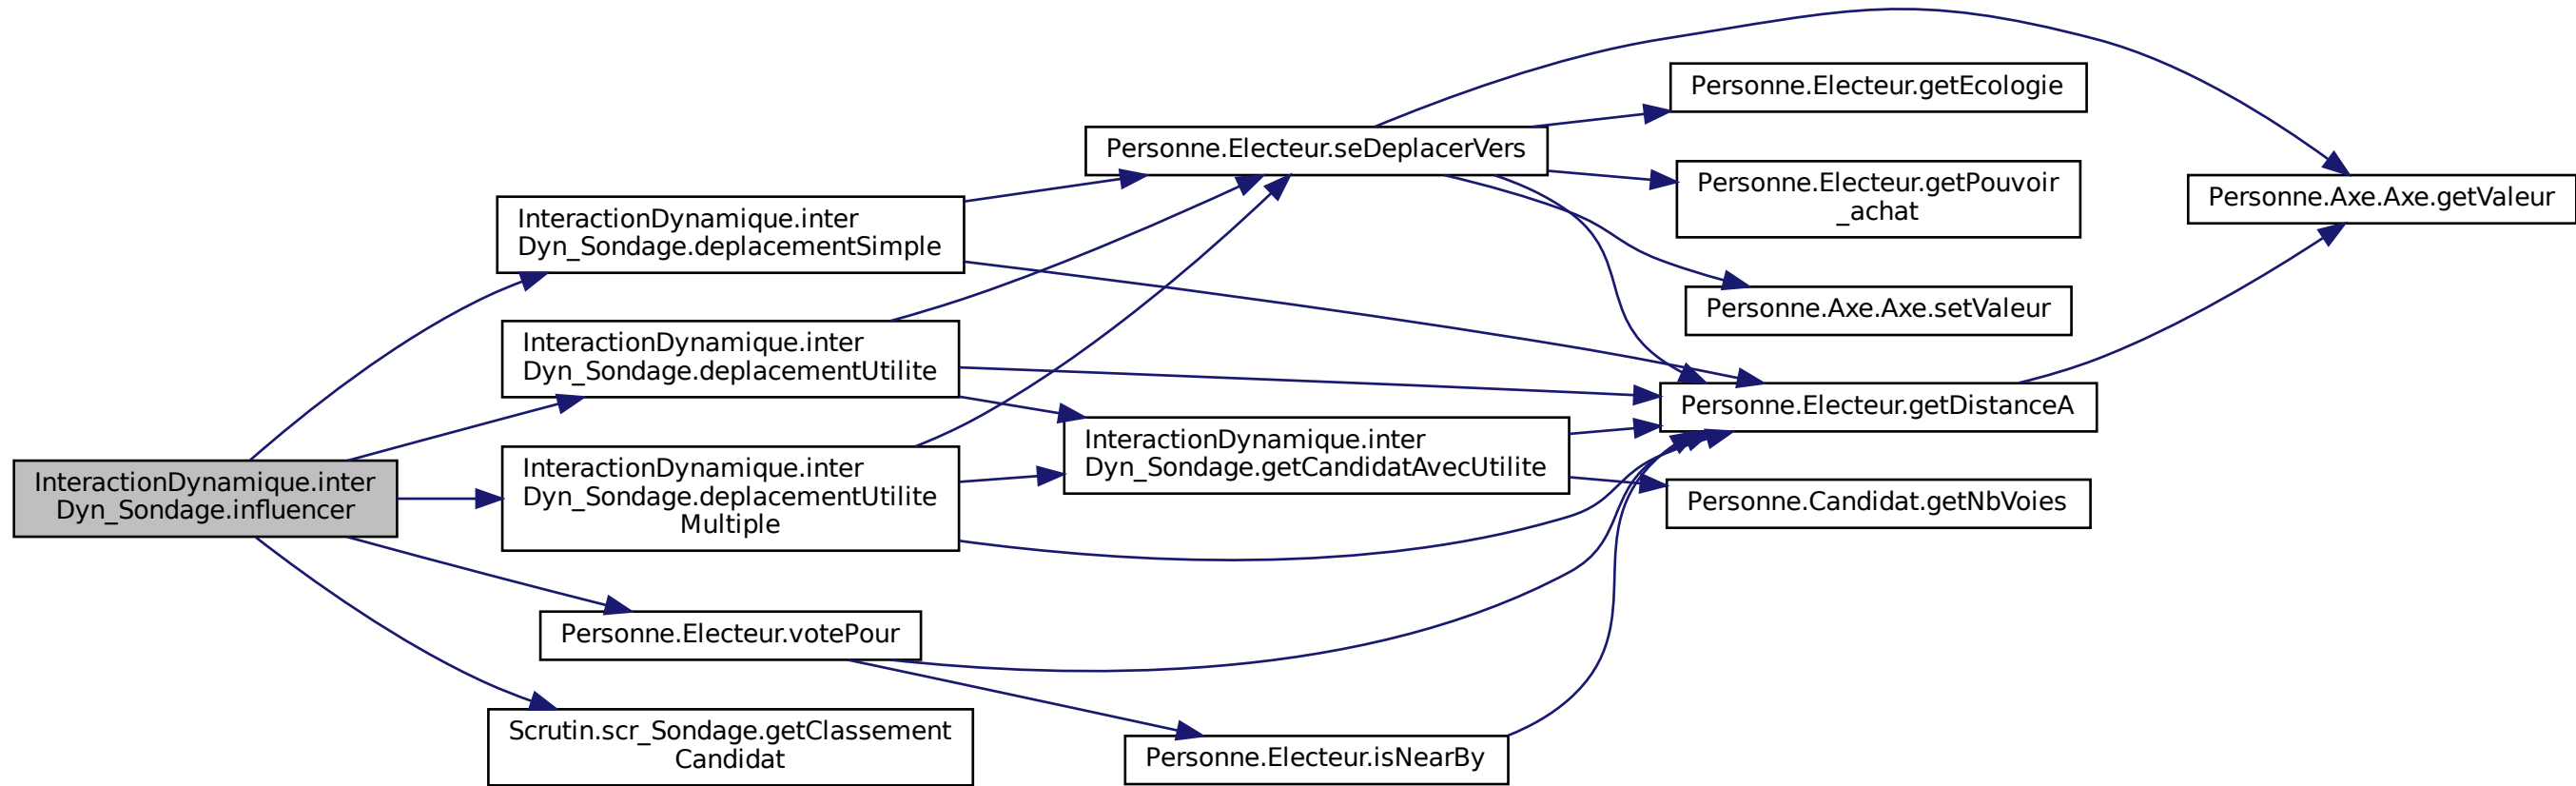 InteractionDynamique.inter
Dyn_Sondage.influencer
InteractionDynamique.inter
Dyn_Sondage.deplacementSimple
InteractionDynamique.inter
Dyn_Sondage.deplacementUtilite
InteractionDynamique.inter
Dyn_Sondage.deplacementUtilite
Multiple
Personne.Electeur.votePour
Scrutin.scr_Sondage.getClassement
Candidat
Personne.Electeur.seDeplacerVers
InteractionDynamique.inter
Dyn_Sondage.getCandidatAvecUtilite
Personne.Electeur.isNearBy
Personne.Electeur.getEcologie
Personne.Electeur.getPouvoir
_achat
Personne.Axe.Axe.setValeur
Personne.Electeur.getDistanceA
Personne.Candidat.getNbVoies
Personne.Axe.Axe.getValeur